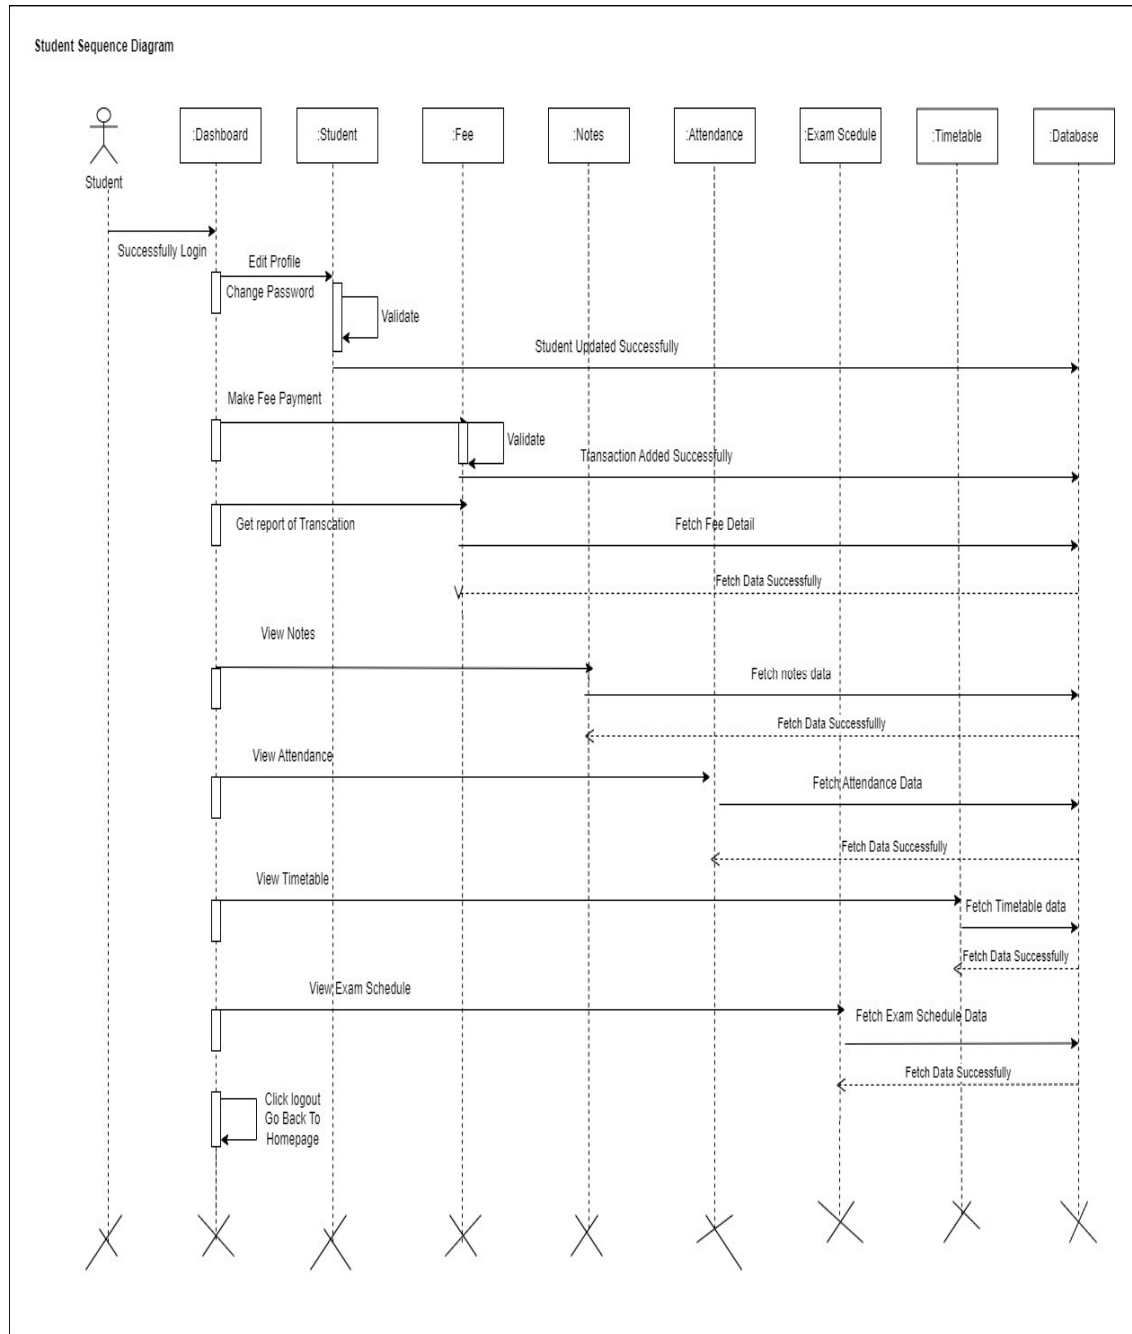 Student Sequence Diagram
:Dashboard
:Student
:Fee
:Notes
:Attendance
:Exam Scedule
:Timetable
:Database
Student
Successfully Login
Edit Profile
Change Password
Validate
Student Updated Successfully
Make Fee Payment
Validate
Transaction Added Successfully
Get report of Transcation
Fetch Fee Detail
Fetch Data Successfully
View Notes
Fetch notes data
Fetch Data Successfullly
View Attendance
Fetch Attendance Data
Fetch Data Successfully
View Timetable
Fetch Timetable data
Fetch Data Successfully
View Exam Schedule
Fetch Exam Schedule Data
Fetch Data Successfully
Click logout
Go Back To
Homepage